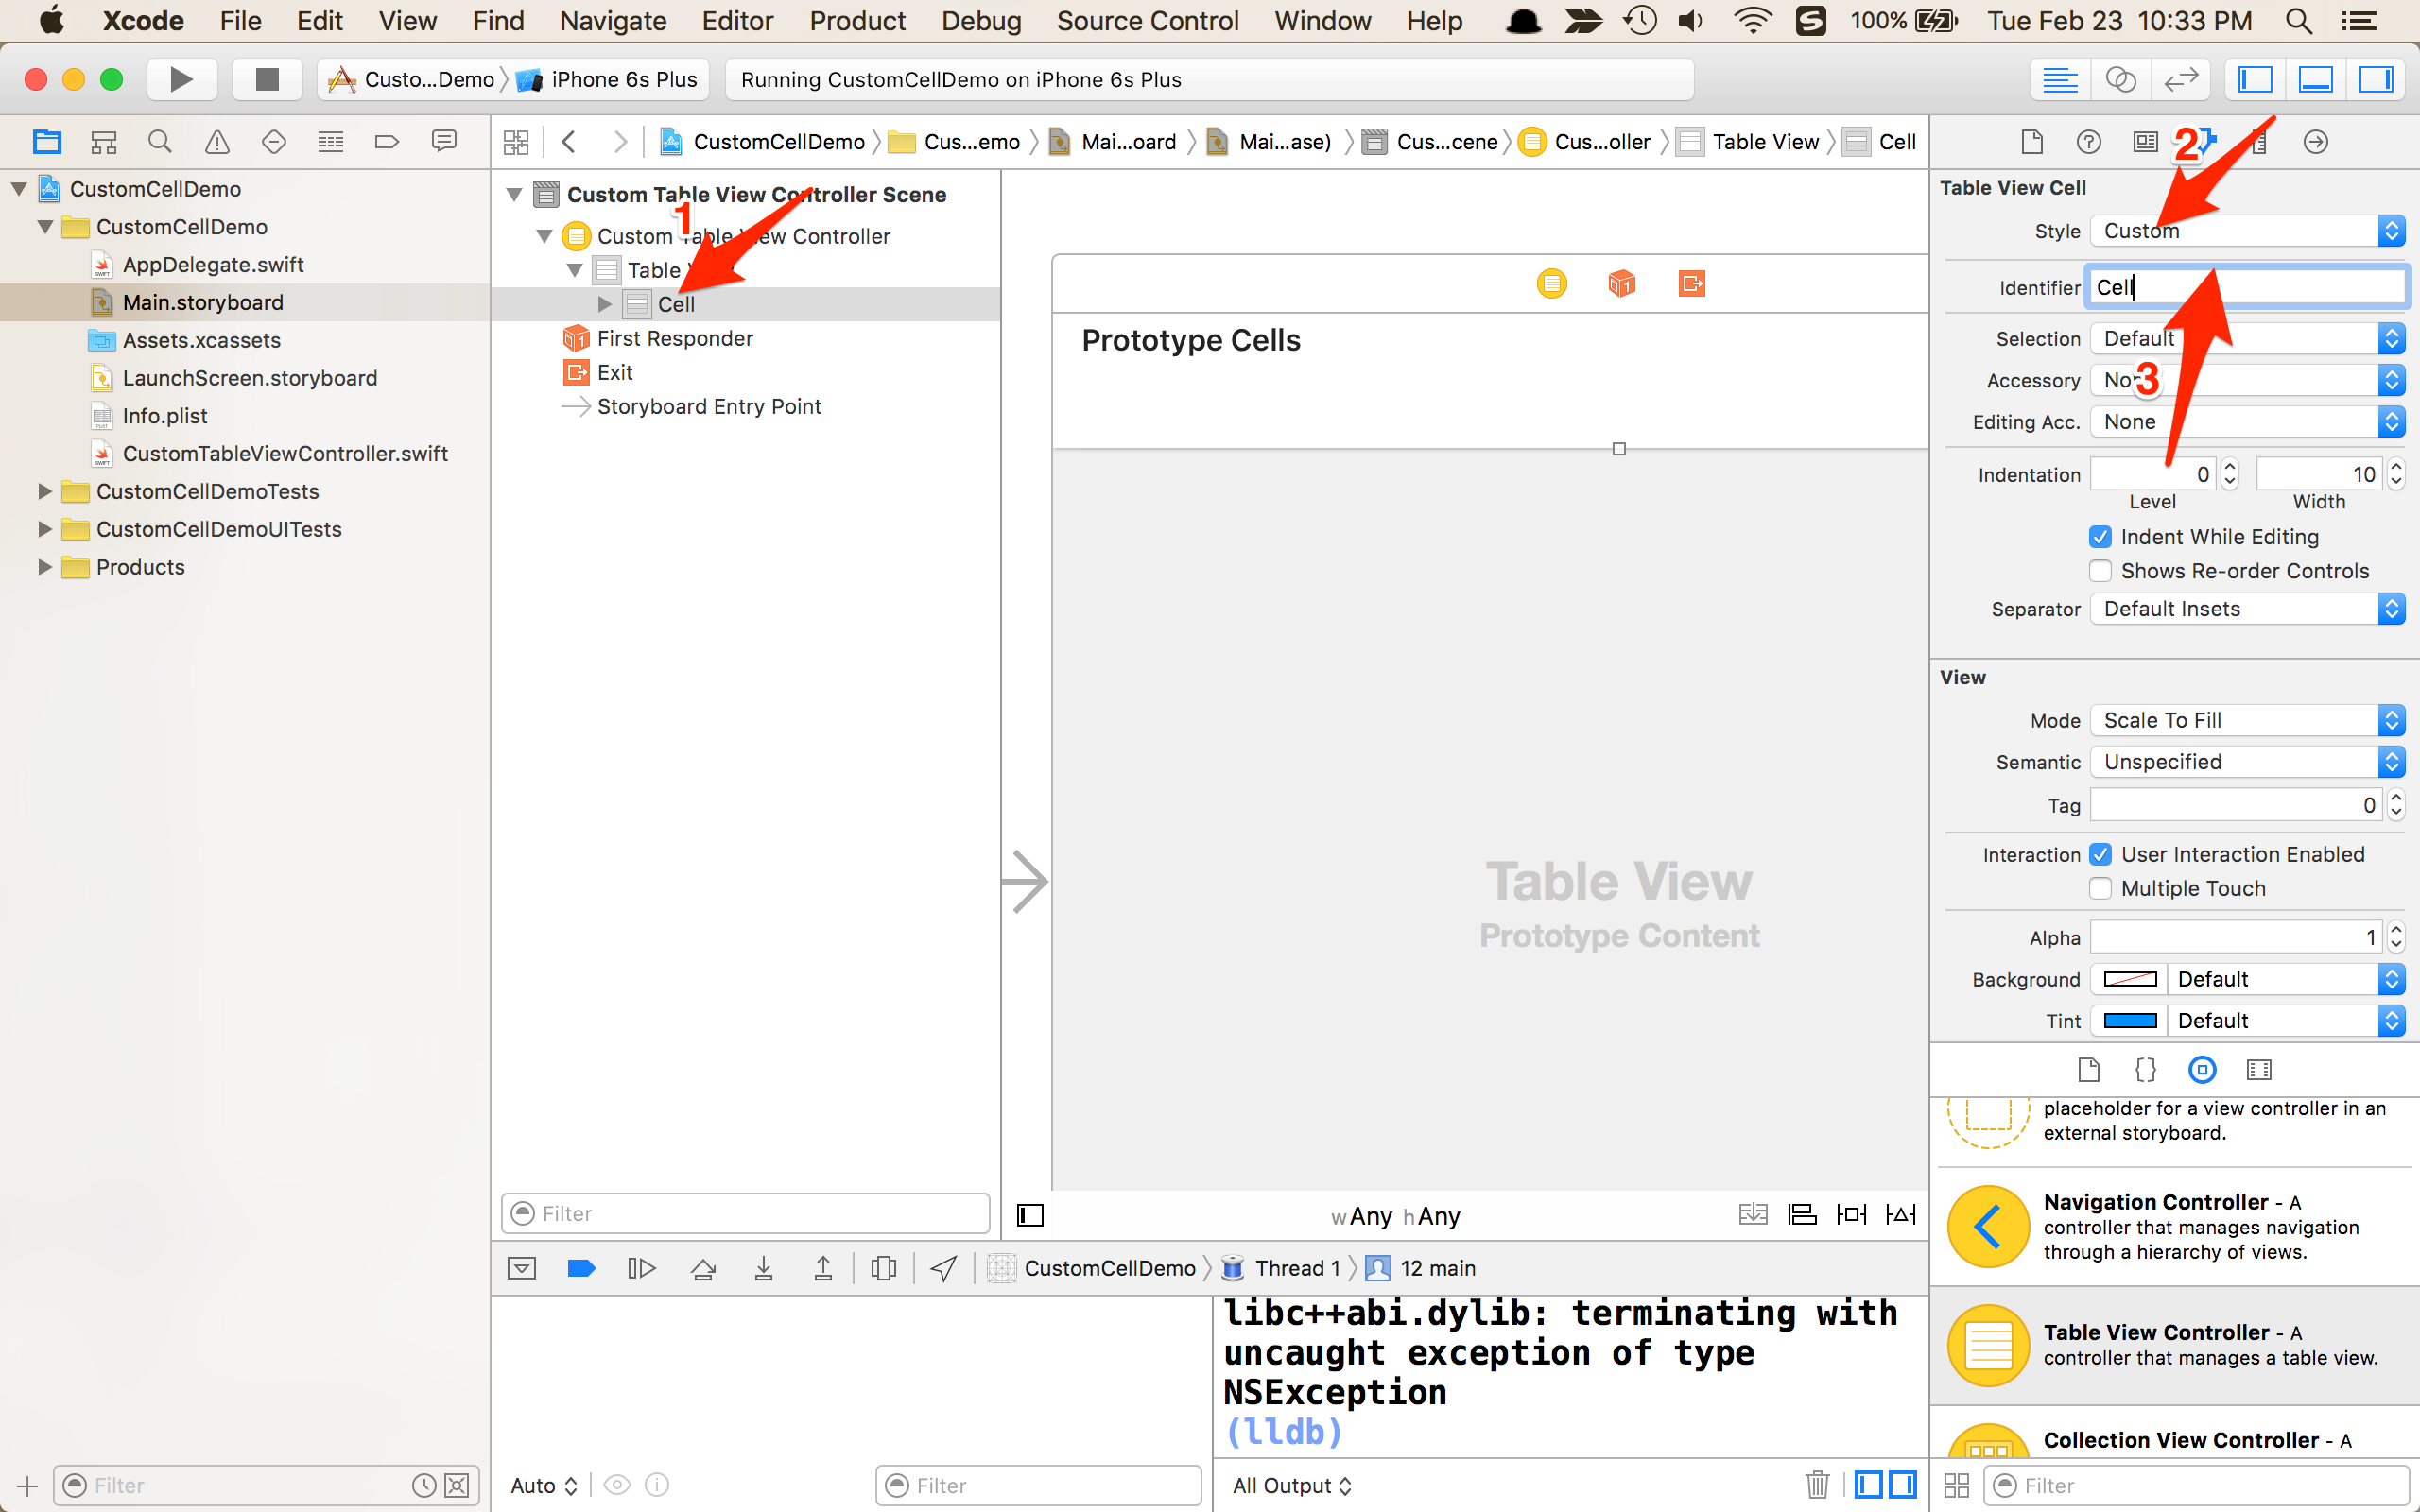 Xcode File Edit View Find Navigate Editor Product Debug Source Control Window Help 100% Tue Feb 23 10:33 PM
Custo...Demo iPhone 6s Plus Running CustomCellDemo on iPhone 6s Plus
CustomCellDemo Cus...emo Mai...oard Mai...ase) Cus...cene Cus...oller Table View Cell
CustomCellDemo
CustomCellDemo
AppDelegate.swift
Main.storyboard
Assets.xcassets
LaunchScreen.storyboard
Info.plist
CustomTableViewController.swift
CustomCellDemoTests
CustomCellDemoUITests
Products
Filter
Custom Table View Controller Scene
Custom Table View Controller
Table
Cell
First Responder
Exit
Storyboard Entry Point
Filter
1
2
3
Prototype Cells
Table View
Prototype Content
wAny hAny
Table View Cell
Style Custom
Identifier Cell
Selection Default
Accessory
Editing Acc. None
Indentation 0 10
Level Width
Indent While Editing
Shows Re-order Controls
Separator Default Insets
View
Mode Scale To Fill
Semantic Unspecified
Tag 0
Interaction User Interaction Enabled
Multiple Touch
Alpha 1
Background Default
Tint Default
placeholder for a view controller in an
external storyboard.
Navigation Controller - A
controller that manages navigation
through a hierarchy of views.
Table View Controller - A
controller that manages a table view.
Collection View Controller - A
Filter
CustomCellDemo Thread 1 12 main
libc++abi.dylib: terminating with
uncaught exception of type
NSException
(lldb)
Auto Filter All Output